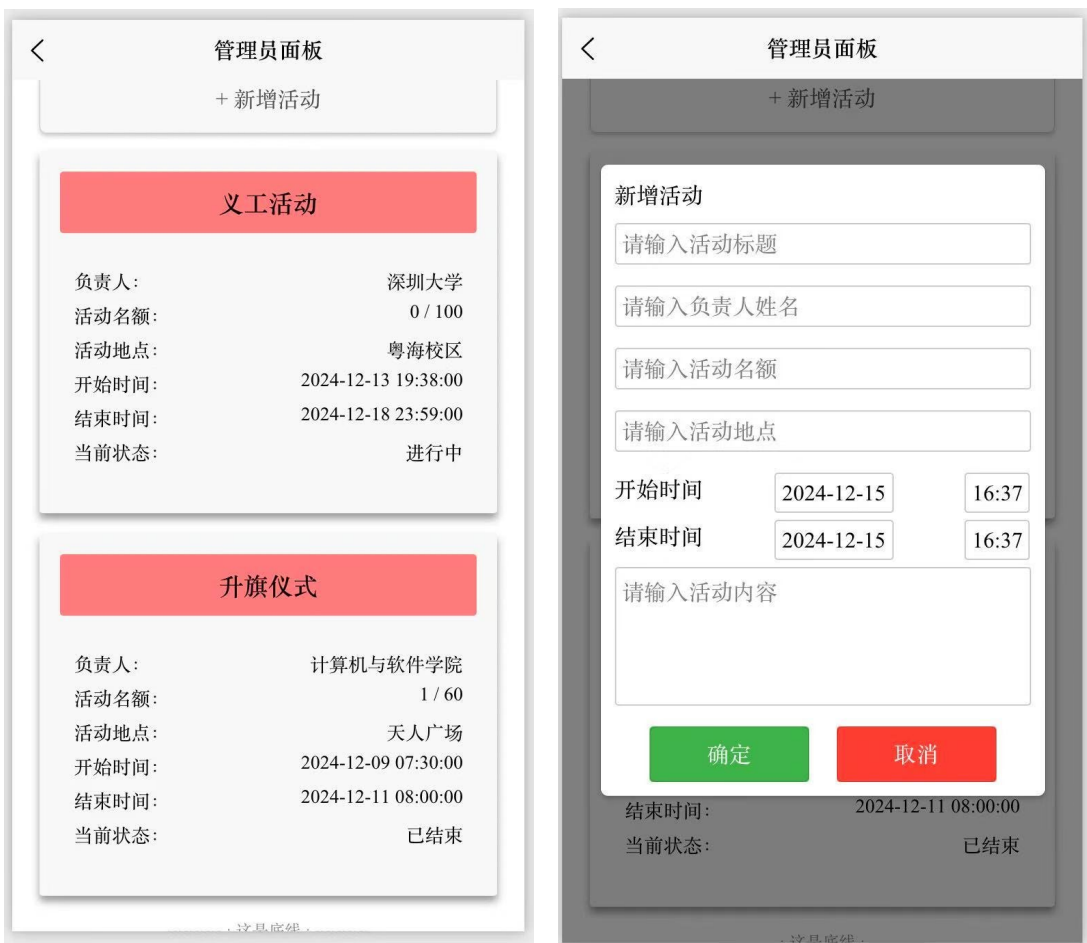 管理员面板
+ 新增活动
义工活动
负责人: 深圳大学
活动名额: 0 / 100
活动地点: 粤海校区
开始时间: 2024-12-13 19:38:00
结束时间: 2024-12-18 23:59:00
当前状态: 进行中
升旗仪式
负责人: 计算机与软件学院
活动名额: 1 / 60
活动地点: 天人广场
开始时间: 2024-12-09 07:30:00
结束时间: 2024-12-11 08:00:00
当前状态: 已结束
· 这是底线 ·
管理员面板
+ 新增活动
新增活动
请输入活动标题
请输入负责人姓名
请输入活动名额
请输入活动地点
开始时间 2024-12-15 16:37
结束时间 2024-12-15 16:37
请输入活动内容
确定 取消
结束时间: 2024-12-11 08:00:00
当前状态: 已结束
· 这是底线 ·